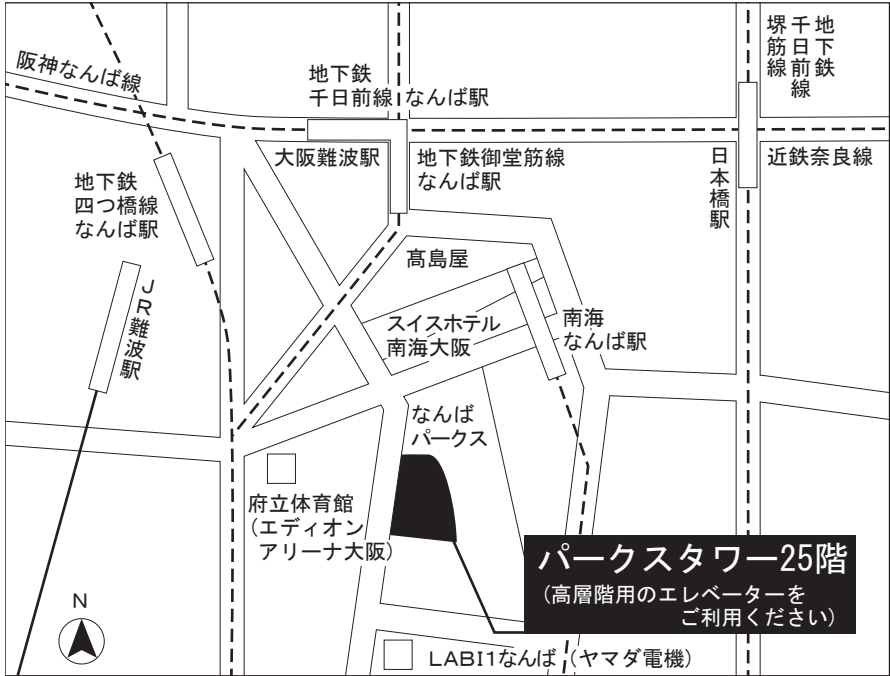 阪神なんば線
地下鉄
千日前線 なんば駅
地下鉄
千日前線
堺筋線
大阪難波駅
地下鉄御堂筋線
なんば駅
日本橋駅
近鉄奈良線
地下鉄
四つ橋線
なんば駅
JR難波駅
髙島屋
スイスホテル
南海大阪
南海
なんば駅
なんば
パークス
府立体育館
(エディオン
アリーナ大阪)
パークスタワー25階
(高層階用のエレベーターを
ご利用ください)
N
LABI1なんば (ヤマダ電機)